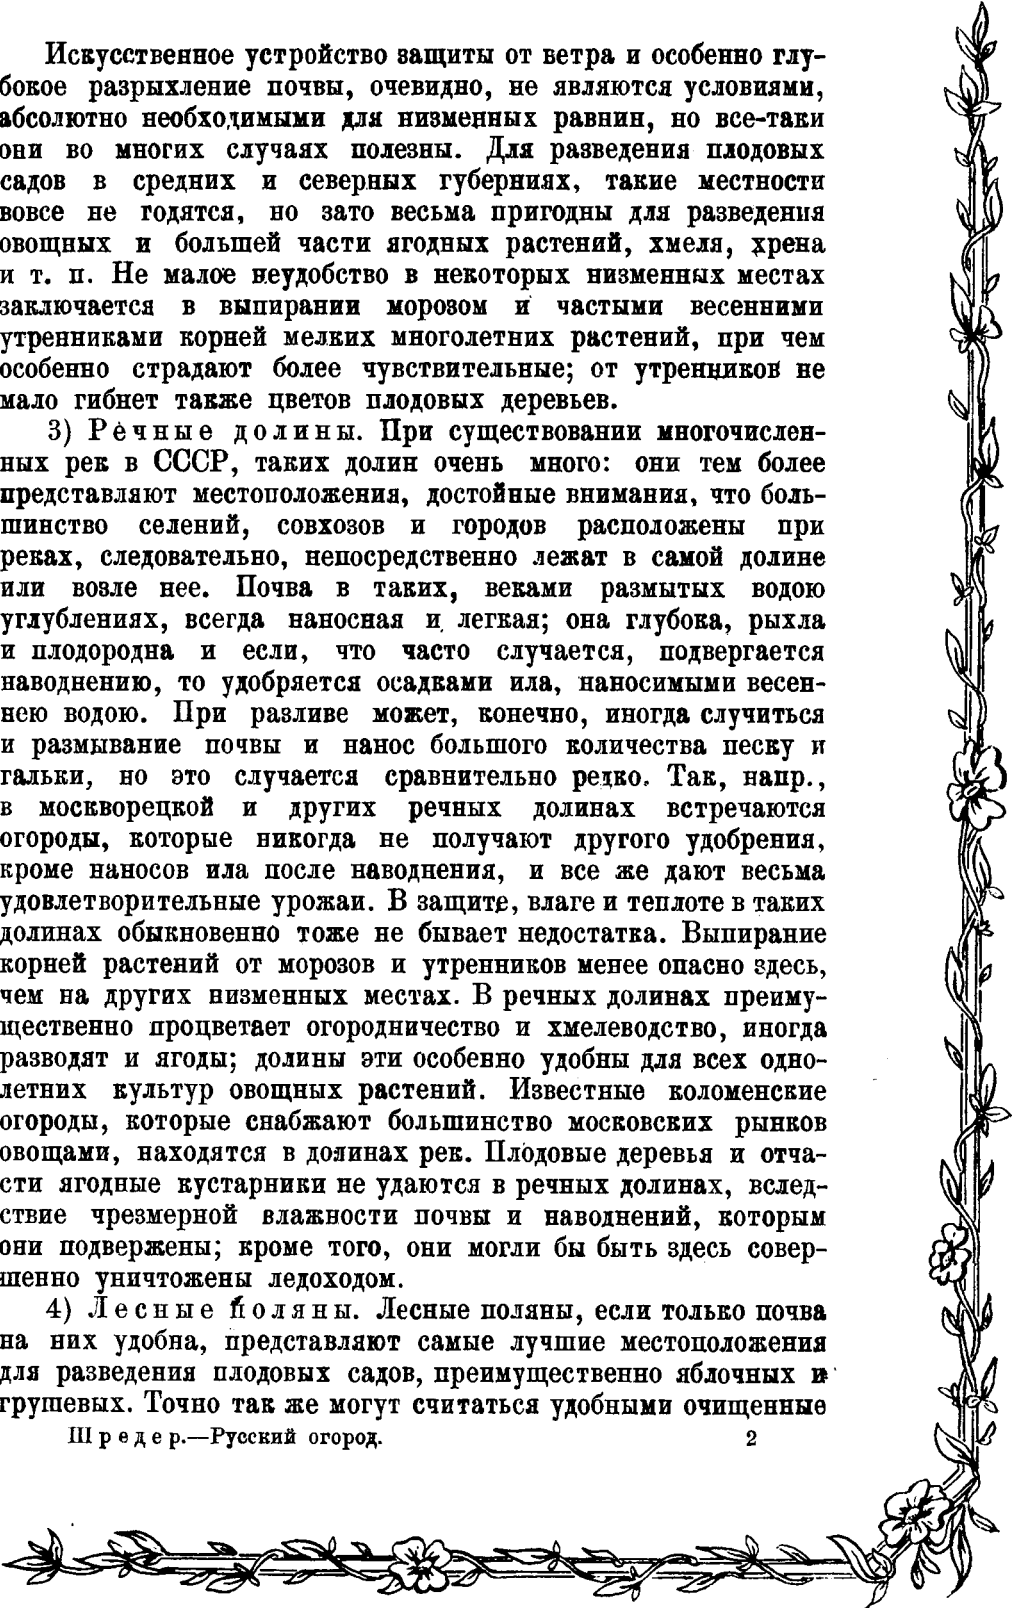 Искусственное устройство защиты от ветра и особенно глу-
бокое разрыхление почвы, очевидно, не являются условиями,
абсолютно необходимыми для низменных равнин, но все-таки
они во многих случаях полезны. Для разведения плодовых
садов в средних и северных губерниях, такие местности
вовсе не годятся, но зато весьма пригодны для разведения
овощных и большей части ягодных растений, хмеля, хрена
и т. п. Не малое неудобство в некоторых низменных местах
заключается в выпирании морозом и частыми весенними
утренниками корней мелких многолетних растений, при чем
особенно страдают более чувствительные; от утренников не
мало гибнет также цветов плодовых деревьев.
3) Речные долины. При существовании многочислен-
ных рек в СССР, таких долин очень много: они тем более
представляют местоположения, достойные внимания, что боль-
шинство селений, совхозов и городов расположены при
реках, следовательно, непосредственно лежат в самой долине
или возле нее. Почва в таких, веками размытых водою
углублениях, всегда наносная и легкая; она глубока, рыхла
и плодородна и если, что часто случается, подвергается
наводнению, то удобряется осадками ила, наносимыми весен-
нею водою. При разливе может, конечно, иногда случиться
и размывание почвы и нанос большого количества песку и
гальки, но это случается сравнительно редко. Так, напр.,
в москворецкой и других речных долинах встречаются
огороды, которые никогда не получают другого удобрения,
кроме наносов ила после наводнения, и все же дают весьма
удовлетворительные урожаи. В защите, влаге и теплоте в таких
долинах обыкновенно тоже не бывает недостатка. Выпирание
корней растений от морозов и утренников менее опасно здесь,
чем на других низменных местах. В речных долинах преиму-
щественно процветает огородничество и хмелеводство, иногда
разводят и ягоды; долины эти особенно удобны для всех одно-
летних культур овощных растений. Известные коломенские
огороды, которые снабжают большинство московских рынков
овощами, находятся в долинах рек. Плодовые деревья и отча-
сти ягодные кустарники не удаются в речных долинах, вслед-
ствие чрезмерной влажности почвы и наводнений, которым
они подвержены; кроме того, они могли бы быть здесь совер-
шенно уничтожены ледоходом.
4) Лесные поляны. Лесные поляны, если только почва
на них удобна, представляют самые лучшие местоположения
для разведения плодовых садов, преимущественно яблочных и
грушевых. Точно так же могут считаться удобными очищенные
Шредер.—Русский огород. 2